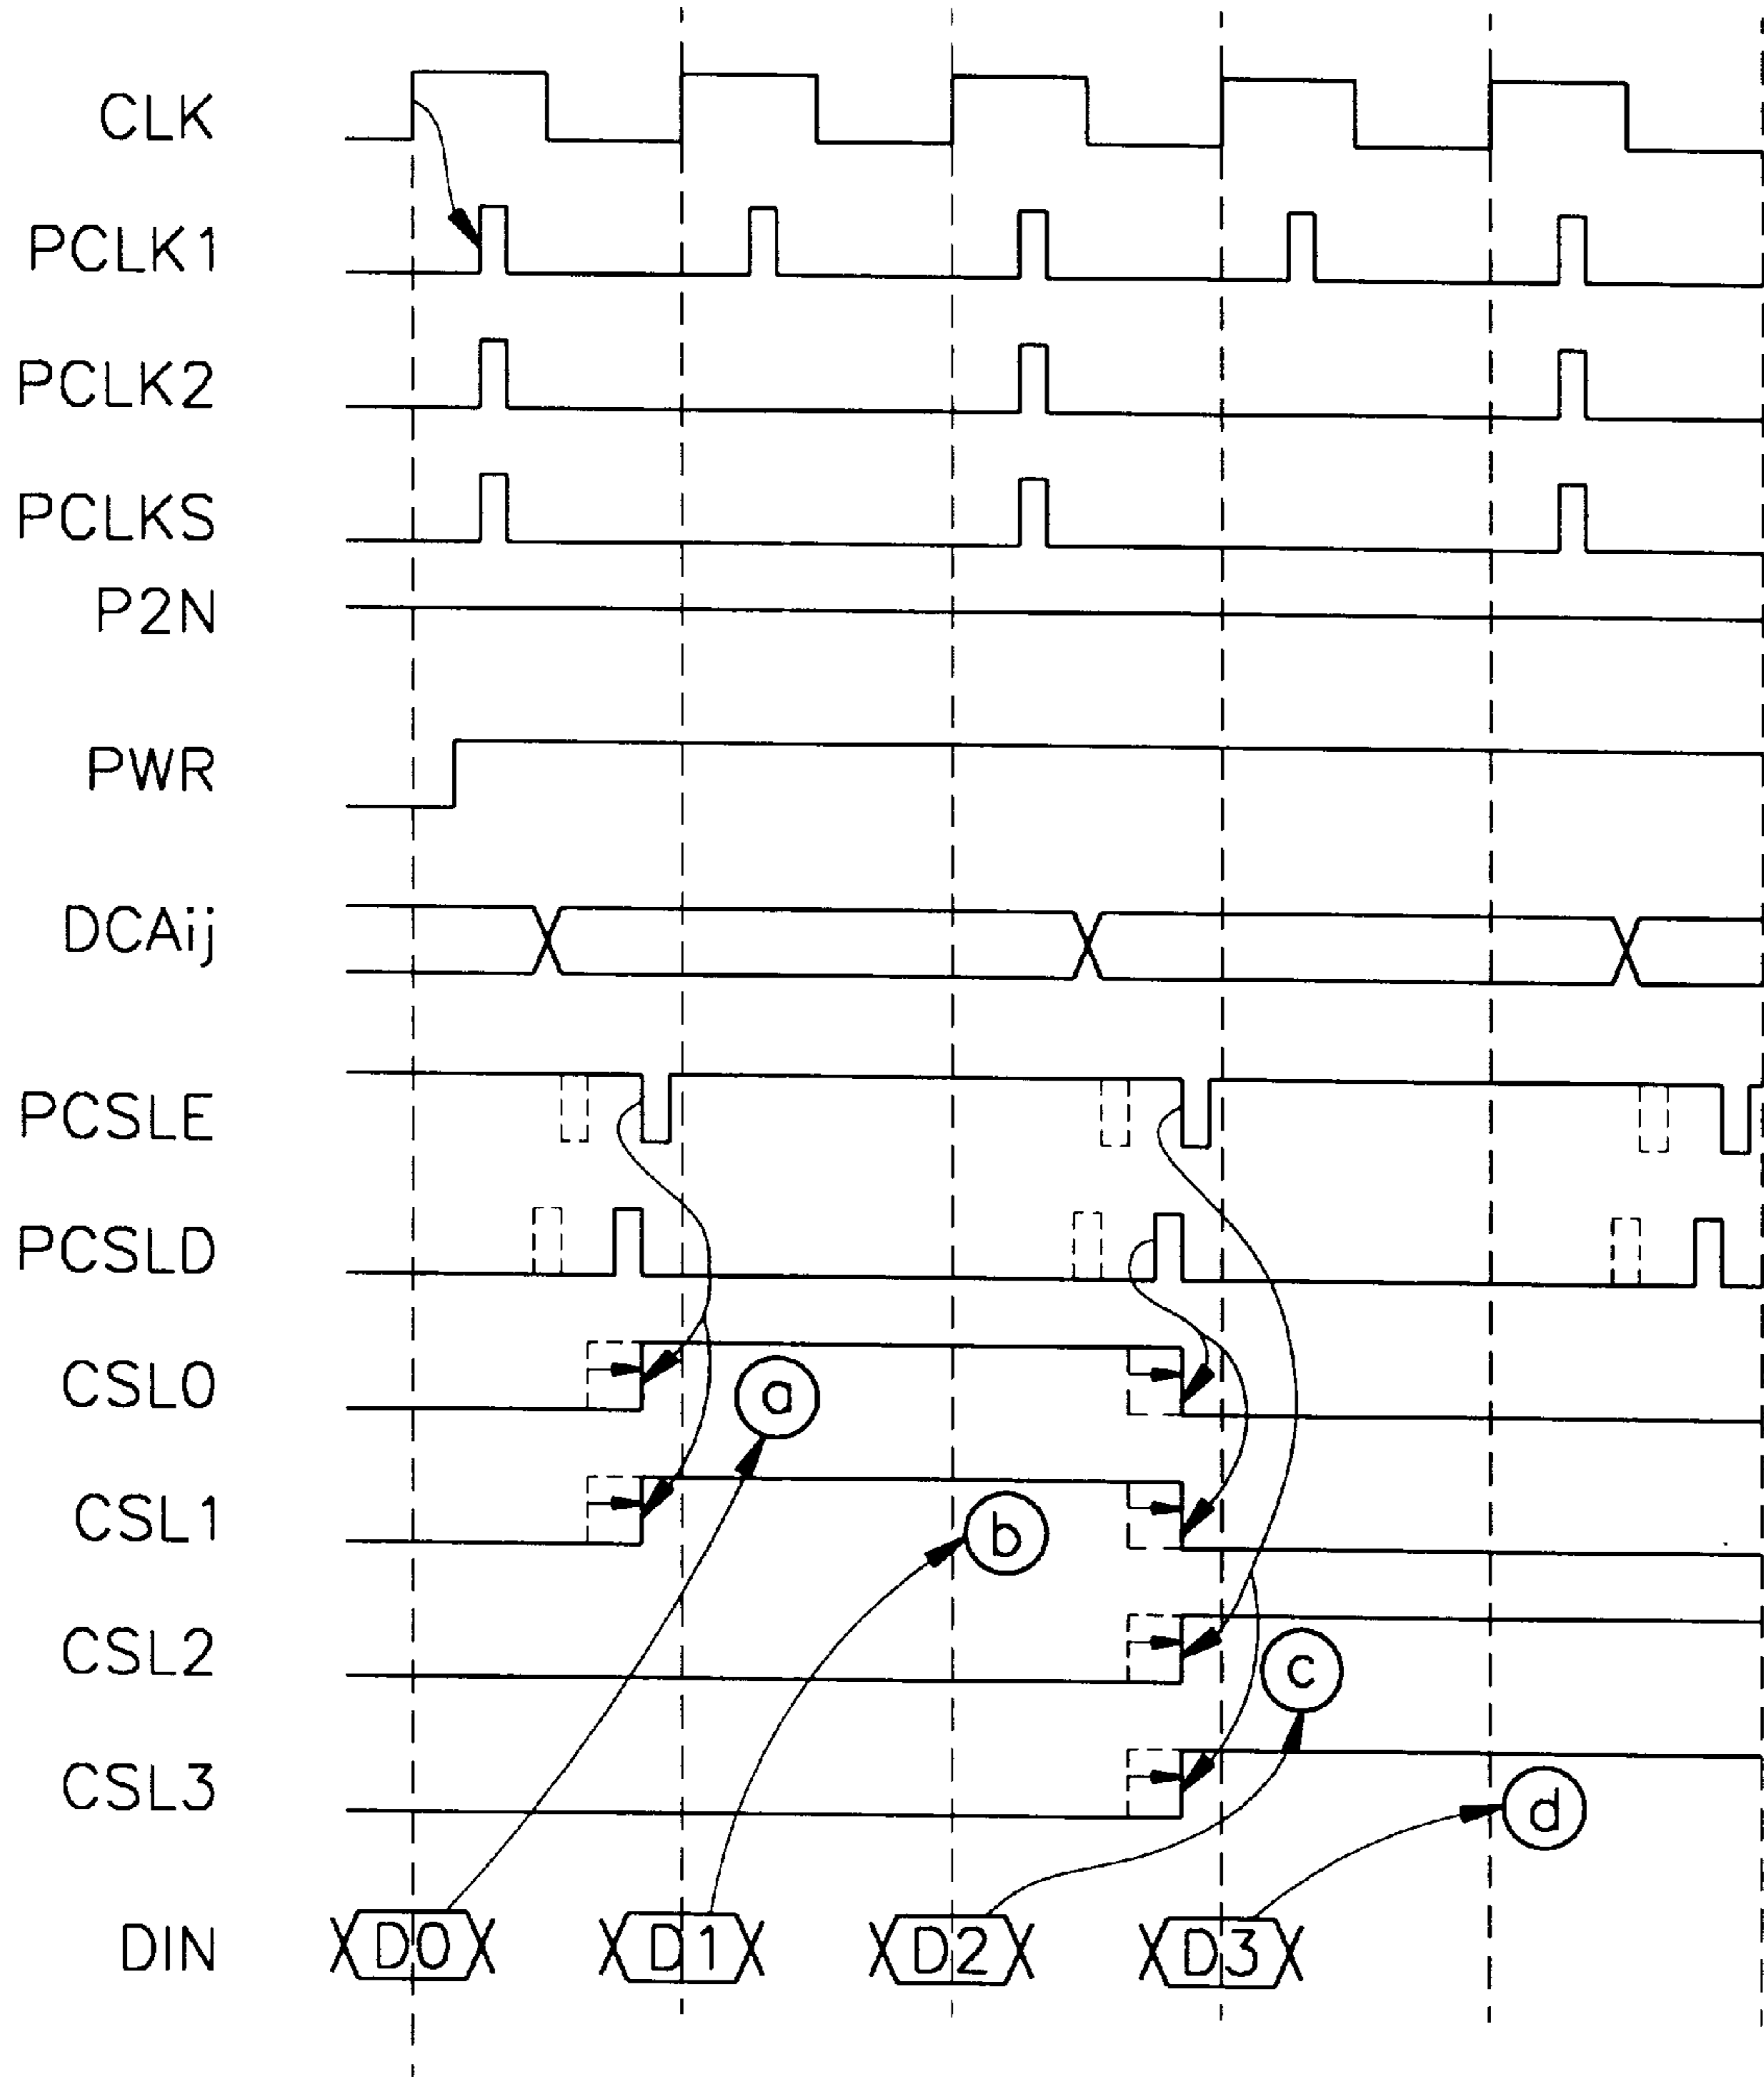 CLK
PCLK1
PCLK2
PCLKS
P2N
PWR
DCAij
PCSLE
PCSLD
CSL0
a
CSL1
b
CSL2
c
CSL3
d
DIN D0 D1 D2 D3